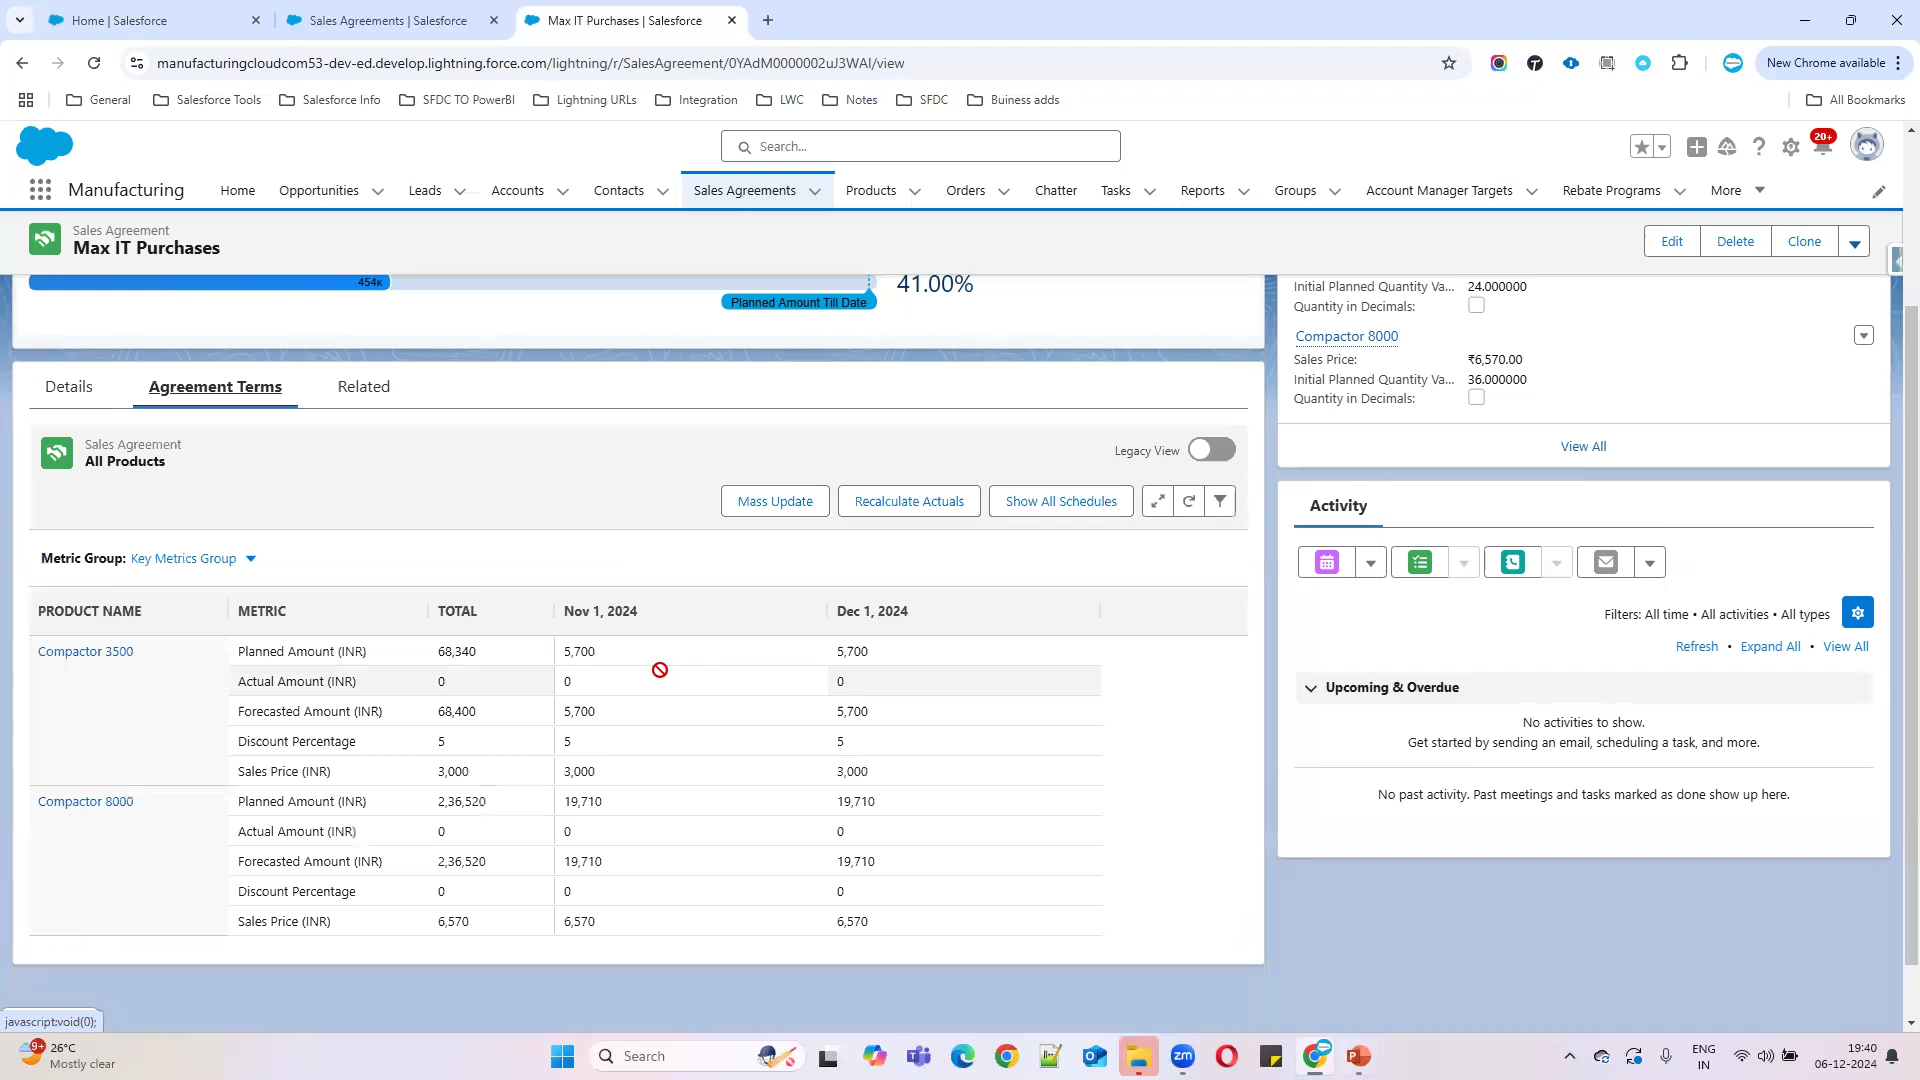 Home | Salesforce
Sales Agreements | Salesforce
Max IT Purchases | Salesforce
manufacturingcloudcom53-dev-ed.develop.lightning.force.com/lightning/r/SalesAgreement/0YAdM0000002uJ3WAI/view
New Chrome available
General
Salesforce Tools
Salesforce Info
SFDC TO PowerBI
Lightning URLs
Integration
LWC
Notes
SFDC
Buiness adds
All Bookmarks
Search...
20+
Manufacturing
Home
Opportunities
Leads
Accounts
Contacts
Sales Agreements
Products
Orders
Chatter
Tasks
Reports
Groups
Account Manager Targets
Rebate Programs
More
Sales Agreement
Max IT Purchases
Edit
Delete
Clone
454K
41.00%
Planned Amount Till Date
Initial Planned Quantity Va... 24.000000
Quantity in Decimals:
Compactor 8000
Sales Price: ₹6,570.00
Initial Planned Quantity Va... 36.000000
Quantity in Decimals:
View All
Details
Agreement Terms
Related
Sales Agreement
All Products
Legacy View
Mass Update
Recalculate Actuals
Show All Schedules
Metric Group: Key Metrics Group
PRODUCT NAME METRIC TOTAL Nov 1, 2024 Dec 1, 2024
Compactor 3500 Planned Amount (INR) 68,340 5,700 5,700
Actual Amount (INR) 0 0 0
Forecasted Amount (INR) 68,400 5,700 5,700
Discount Percentage 5 5 5
Sales Price (INR) 3,000 3,000 3,000
Compactor 8000 Planned Amount (INR) 2,36,520 19,710 19,710
Actual Amount (INR) 0 0 0
Forecasted Amount (INR) 2,36,520 19,710 19,710
Discount Percentage 0 0 0
Sales Price (INR) 6,570 6,570 6,570
Activity
Filters: All time • All activities • All types
Refresh • Expand All • View All
Upcoming & Overdue
No activities to show.
Get started by sending an email, scheduling a task, and more.
No past activity. Past meetings and tasks marked as done show up here.
javascript:void(0);
9+
26°C
Mostly clear
Search
zm
ENG
IN
19:40
06-12-2024